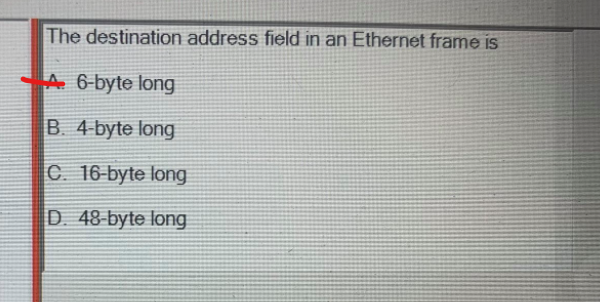 The destination address field in an Ethernet frame is
A. 6-byte long
B. 4-byte long
C. 16-byte long
D. 48-byte long